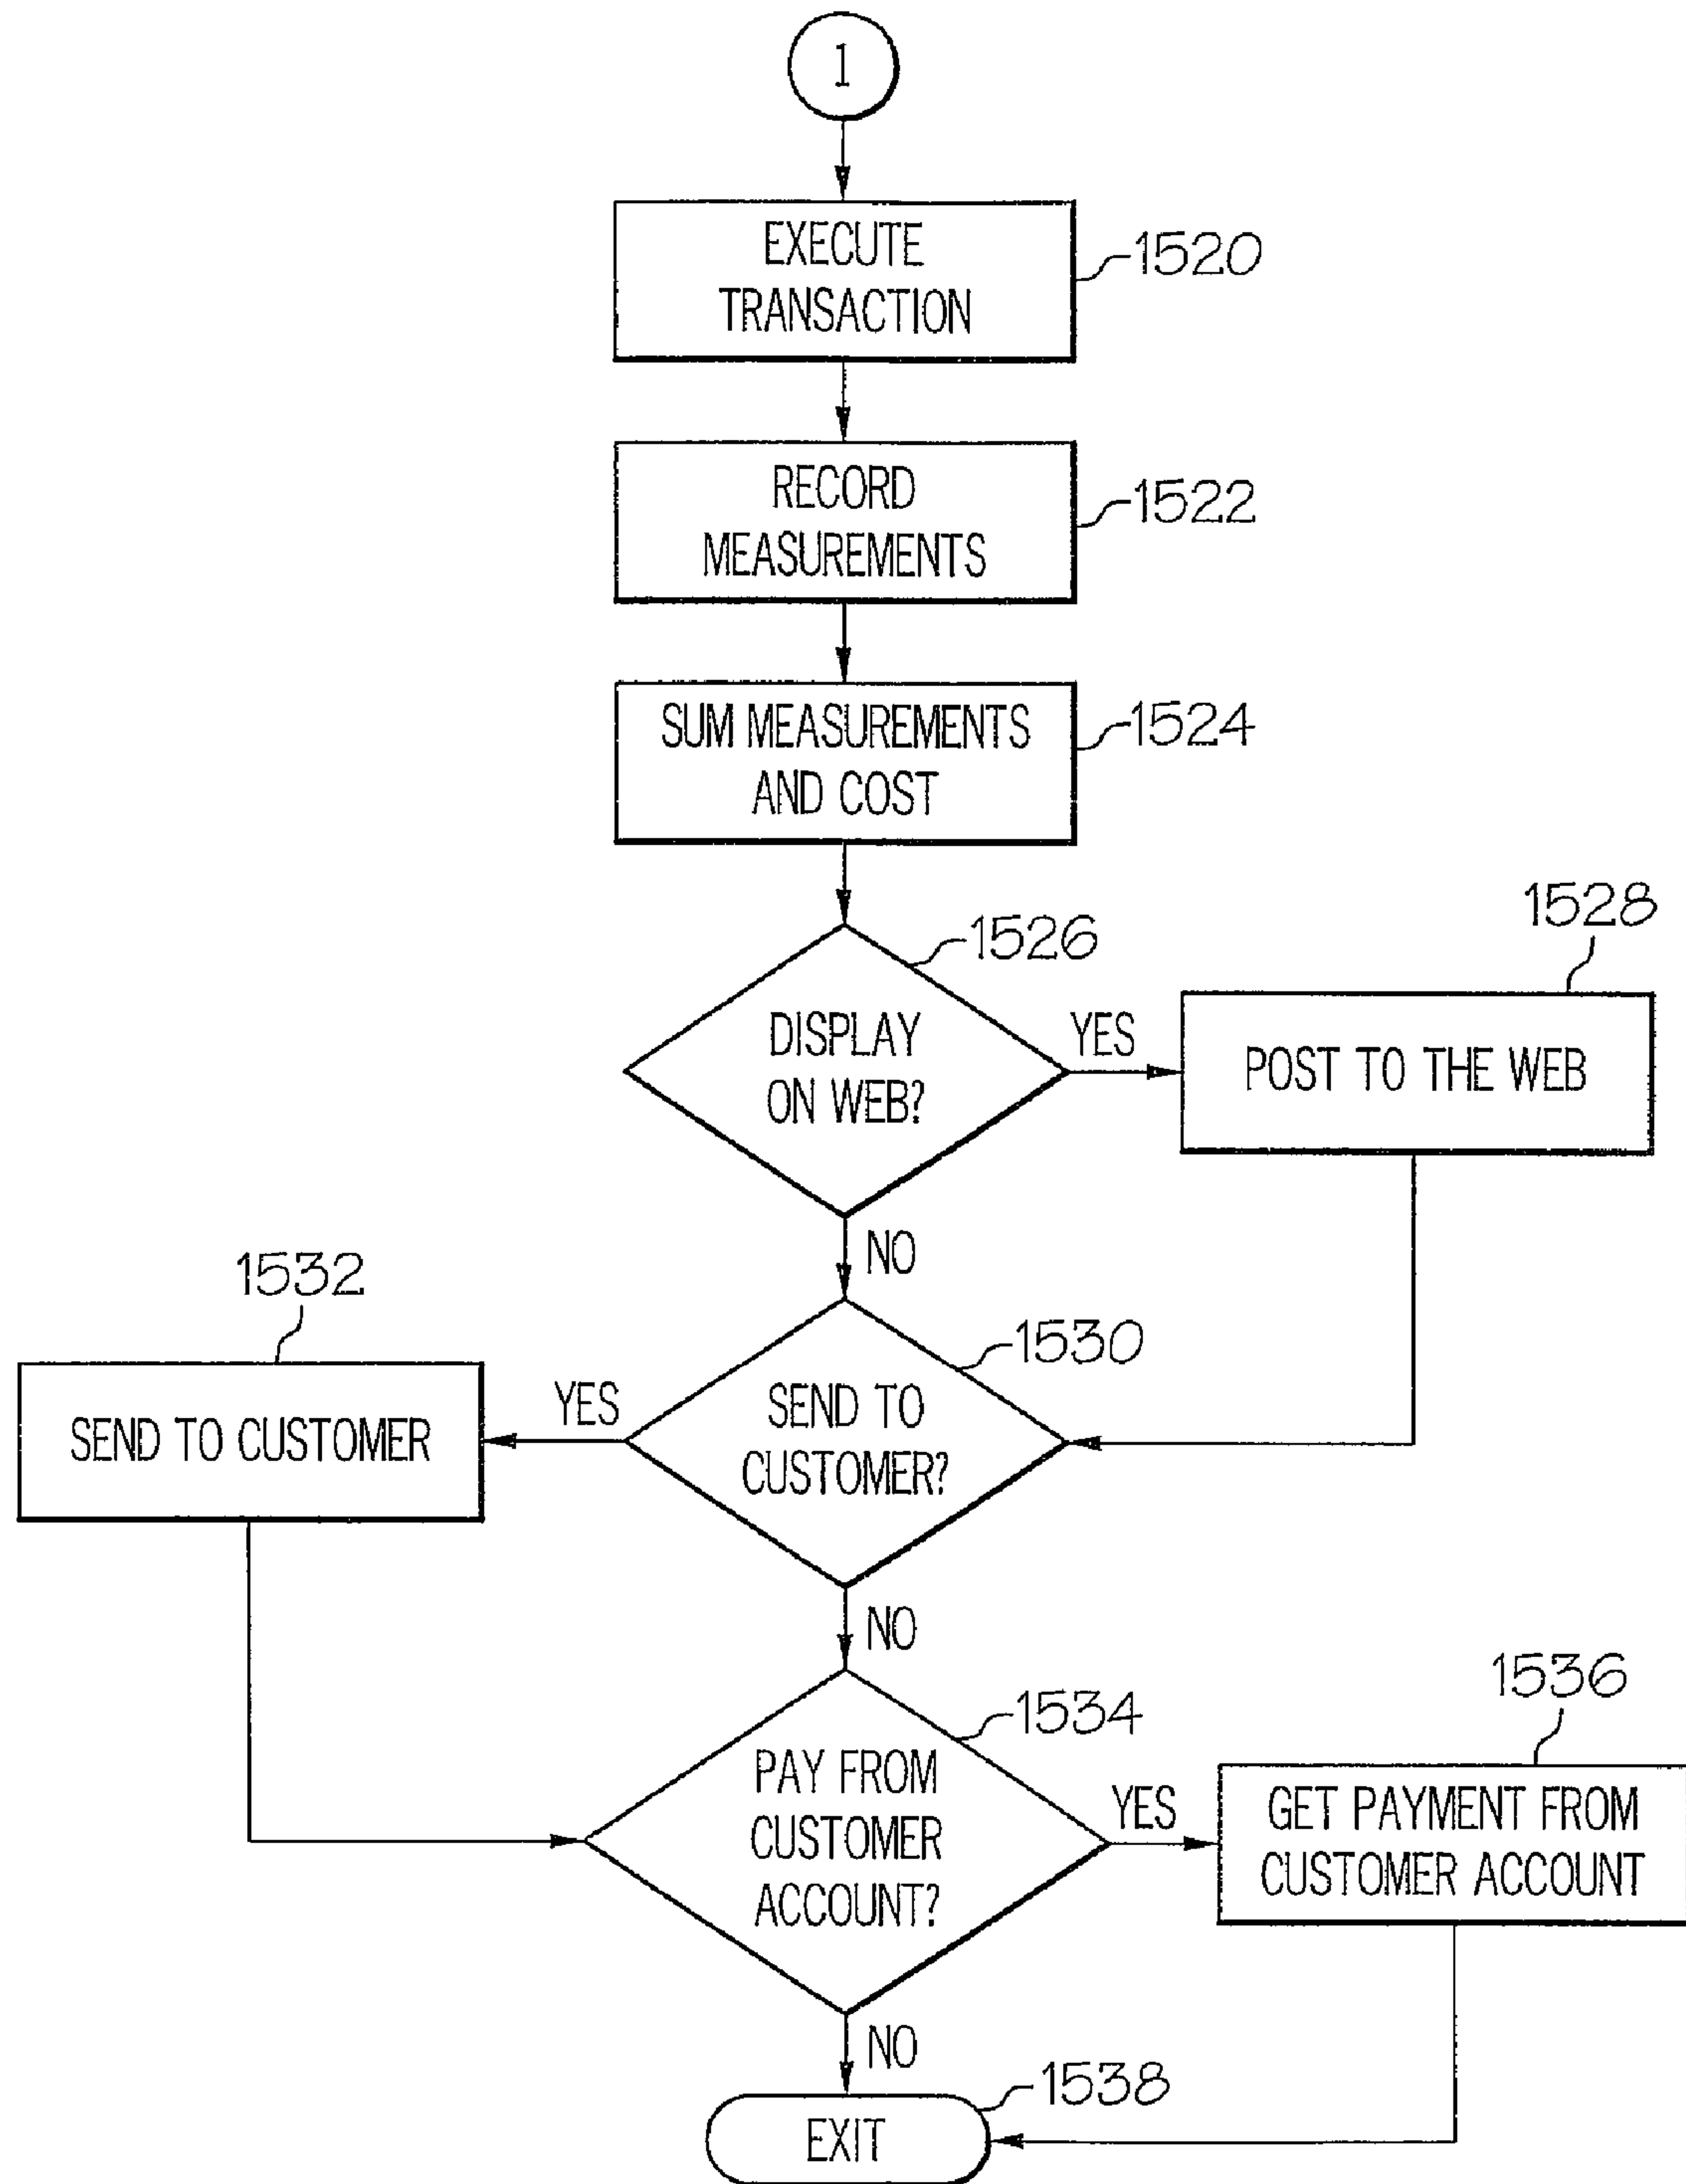 1
EXECUTE
TRANSACTION
1520
RECORD
MEASUREMENTS
1522
SUM MEASUREMENTS
AND COST
1524
1526
1528
DISPLAY
ON WEB?
YES
POST TO THE WEB
NO
1532
1530
SEND TO CUSTOMER
YES
SEND TO
CUSTOMER?
NO
1534
1536
PAY FROM
CUSTOMER
ACCOUNT?
YES
GET PAYMENT FROM
CUSTOMER ACCOUNT
NO
1538
EXIT